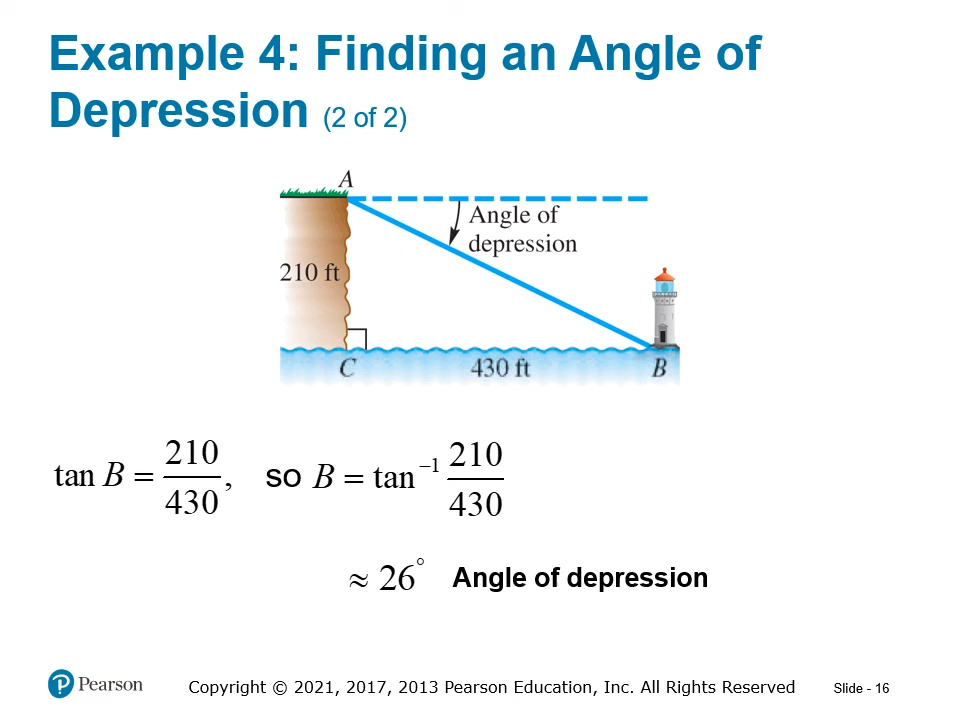 Example 4: Finding an Angle of
Depression (2 of 2)
A
Angle of
depression
210 ft
C 430 ft B
tan B = 210/430, so B = tan⁻¹ 210/430
≈ 26° Angle of depression
Pearson Copyright © 2021, 2017, 2013 Pearson Education, Inc. All Rights Reserved Slide - 16